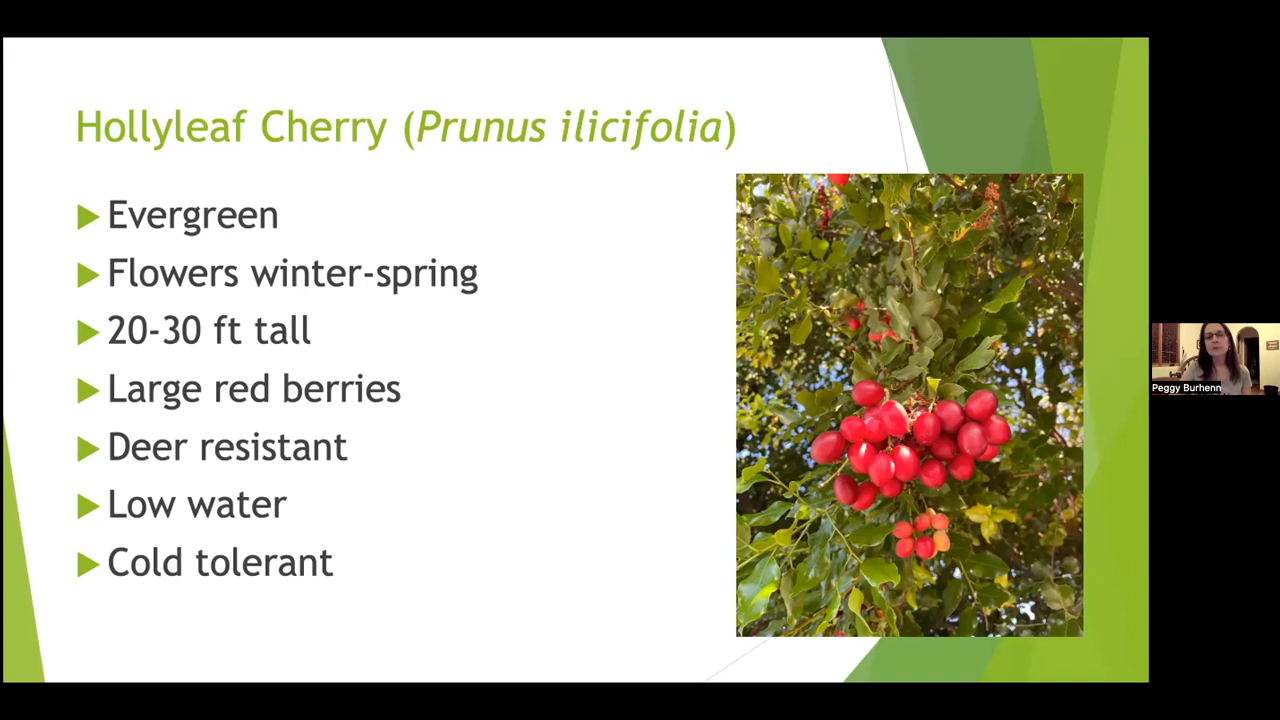 Hollyleaf Cherry (Prunus ilicifolia)
Evergreen
Flowers winter-spring
20-30 ft tall
Large red berries
Deer resistant
Low water
Cold tolerant
Peggy Burhenn